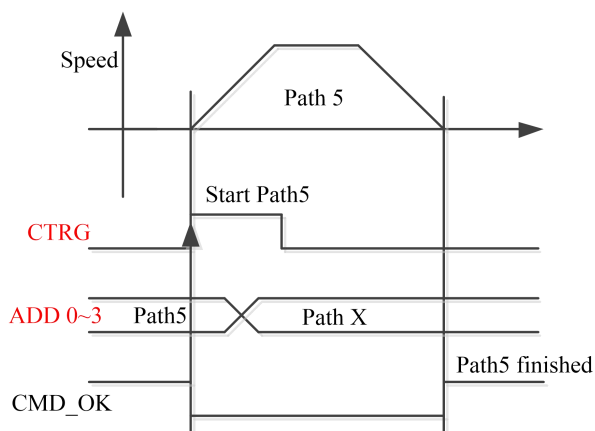 Speed
Path 5
Start Path5
CTRG
ADD 0~3
Path5
Path X
Path5 finished
CMD_OK